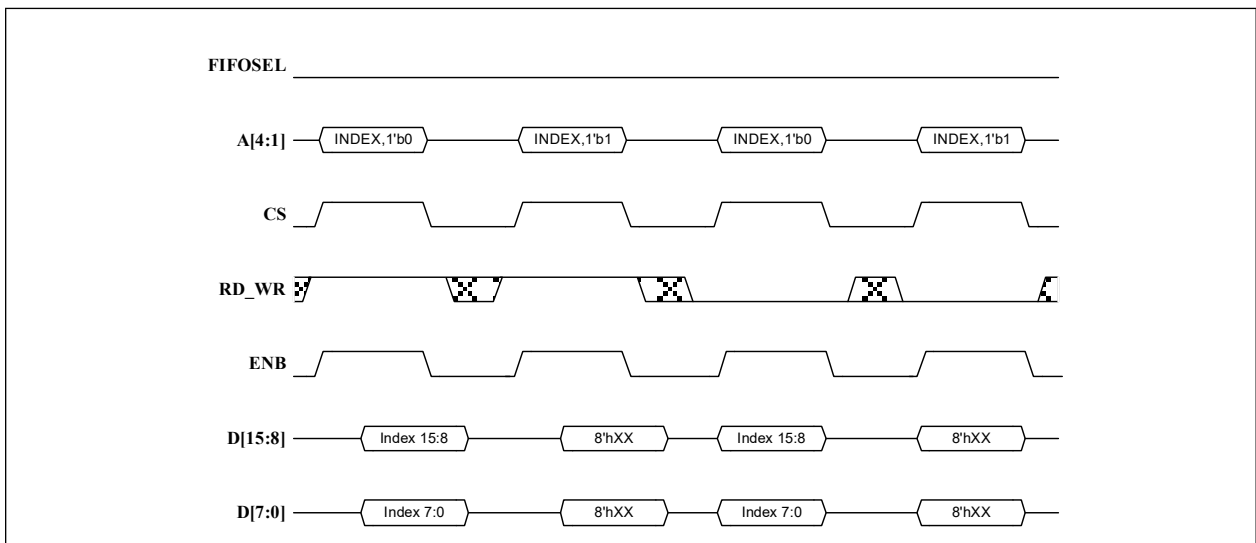 FIFOSEL
A[4:1] INDEX,1'b0 INDEX,1'b1 INDEX,1'b0 INDEX,1'b1
CS
RD_WR
ENB
D[15:8] Index 15:8 8'hXX Index 15:8 8'hXX
D[7:0] Index 7:0 8'hXX Index 7:0 8'hXX